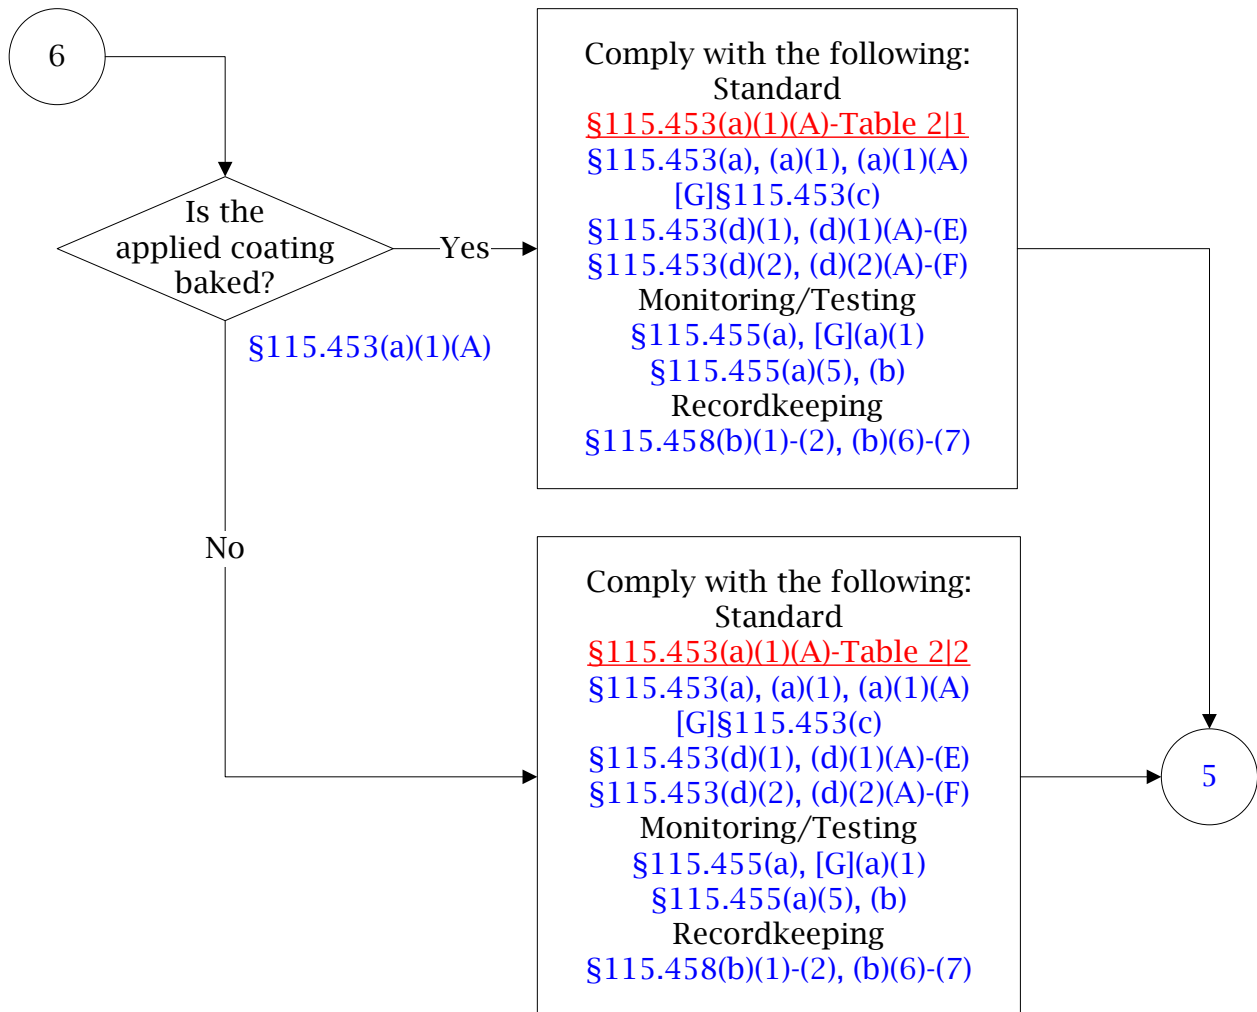 6
Is the
applied coating
baked?
§115.453(a)(1)(A)
Yes
No
Comply with the following:
Standard
§115.453(a)(1)(A)-Table 2|1
§115.453(a), (a)(1), (a)(1)(A)
[G]§115.453(c)
§115.453(d)(1), (d)(1)(A)-(E)
§115.453(d)(2), (d)(2)(A)-(F)
Monitoring/Testing
§115.455(a), [G](a)(1)
§115.455(a)(5), (b)
Recordkeeping
§115.458(b)(1)-(2), (b)(6)-(7)
Comply with the following:
Standard
§115.453(a)(1)(A)-Table 2|2
§115.453(a), (a)(1), (a)(1)(A)
[G]§115.453(c)
§115.453(d)(1), (d)(1)(A)-(E)
§115.453(d)(2), (d)(2)(A)-(F)
Monitoring/Testing
§115.455(a), [G](a)(1)
§115.455(a)(5), (b)
Recordkeeping
§115.458(b)(1)-(2), (b)(6)-(7)
5